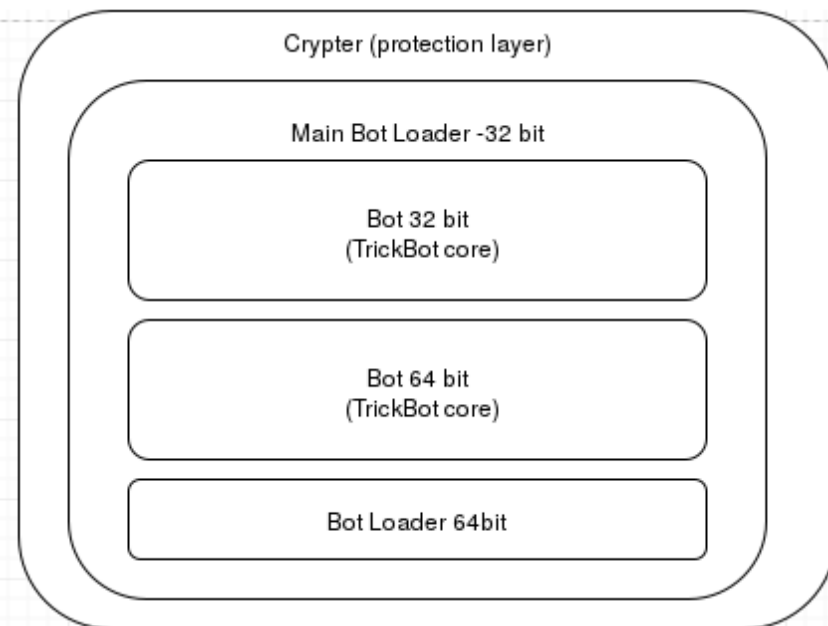 Crypter (protection layer)
Main Bot Loader -32 bit
Bot 32 bit
(TrickBot core)
Bot 64 bit
(TrickBot core)
Bot Loader 64bit